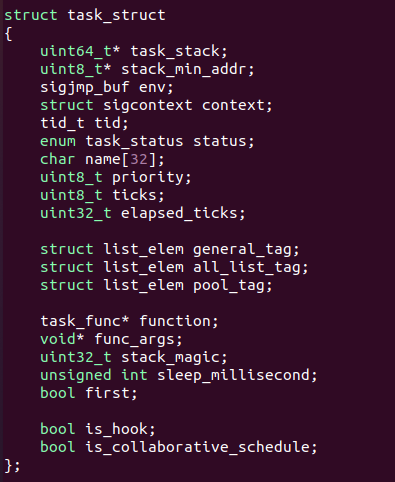 struct task_struct
{
    uint64_t* task_stack;
    uint8_t* stack_min_addr;
    sigjmp_buf env;
    struct sigcontext context;
    tid_t tid;
    enum task_status status;
    char name[32];
    uint8_t priority;
    uint8_t ticks;
    uint32_t elapsed_ticks;

    struct list_elem general_tag;
    struct list_elem all_list_tag;
    struct list_elem pool_tag;

    task_func* function;
    void* func_args;
    uint32_t stack_magic;
    unsigned int sleep_millisecond;
    bool first;

    bool is_hook;
    bool is_collaborative_schedule;
};